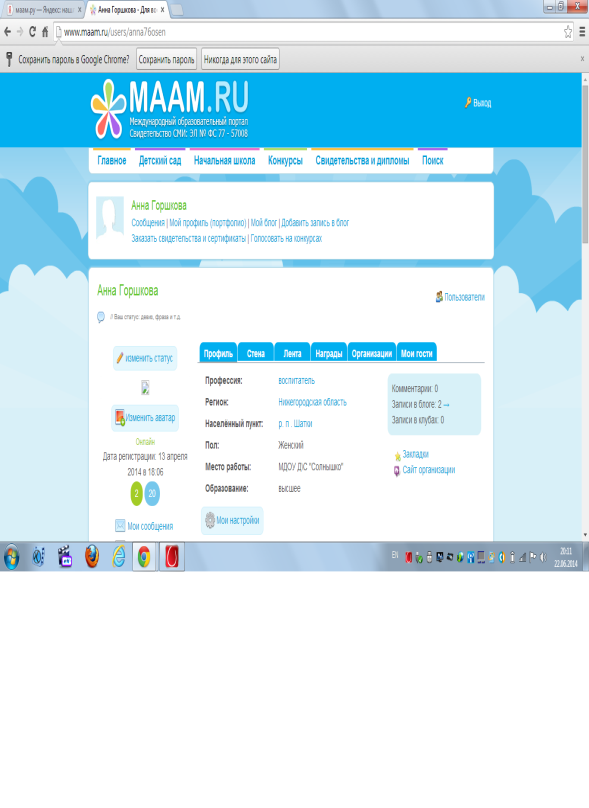 маам.ру — Яндекс: наш
Анна Горшкова - Для во
www.maam.ru/users/anna76osen
Сохранить пароль в Google Chrome? Сохранить пароль Никогда для этого сайта
MAAM.RU
Международный образовательный портал
Свидетельство СМИ: ЭЛ № ФС 77 - 57008
Выход
Главное Детский сад Начальная школа Конкурсы Свидетельства и дипломы Поиск
Анна Горшкова
Сообщения | Мой профиль (портфолио) | Мой блог | Добавить запись в блог
Заказать свидетельства и сертификаты | Голосовать на конкурсах
Анна Горшкова
Пользователи
// Ваш статус: девиз, фраза и т.д.
изменить статус
Изменить аватар
Онлайн
Дата регистрации: 13 апреля
2014 в 18:06
2 20
Мои сообщения
Профиль Стена Лента Награды Организации Мои гости
Профессия: воспитатель
Регион: Нижегородская область
Населённый пункт: р. п.. Шатки
Пол: Женский
Место работы: МДОУ Д\С "Солнышко"
Образование: высшее
Мои настройки
Комментарии: 0
Записи в блоге: 2 →
Записи в клубах: 0
Закладки
Сайт организации
EN
20:11
22.06.2014